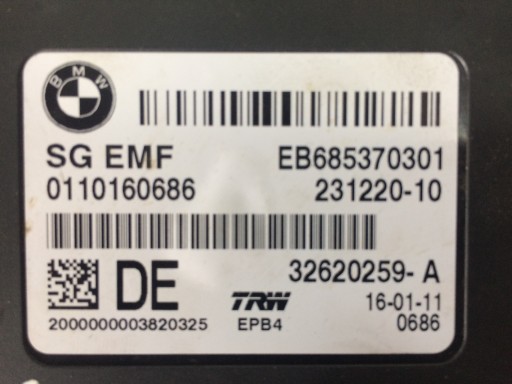 BMW
SG EMF EB685370301
0110160686 231220-10
DE 32620259- A
TRW 16-01-11
2000000003820325 EPB4 0686